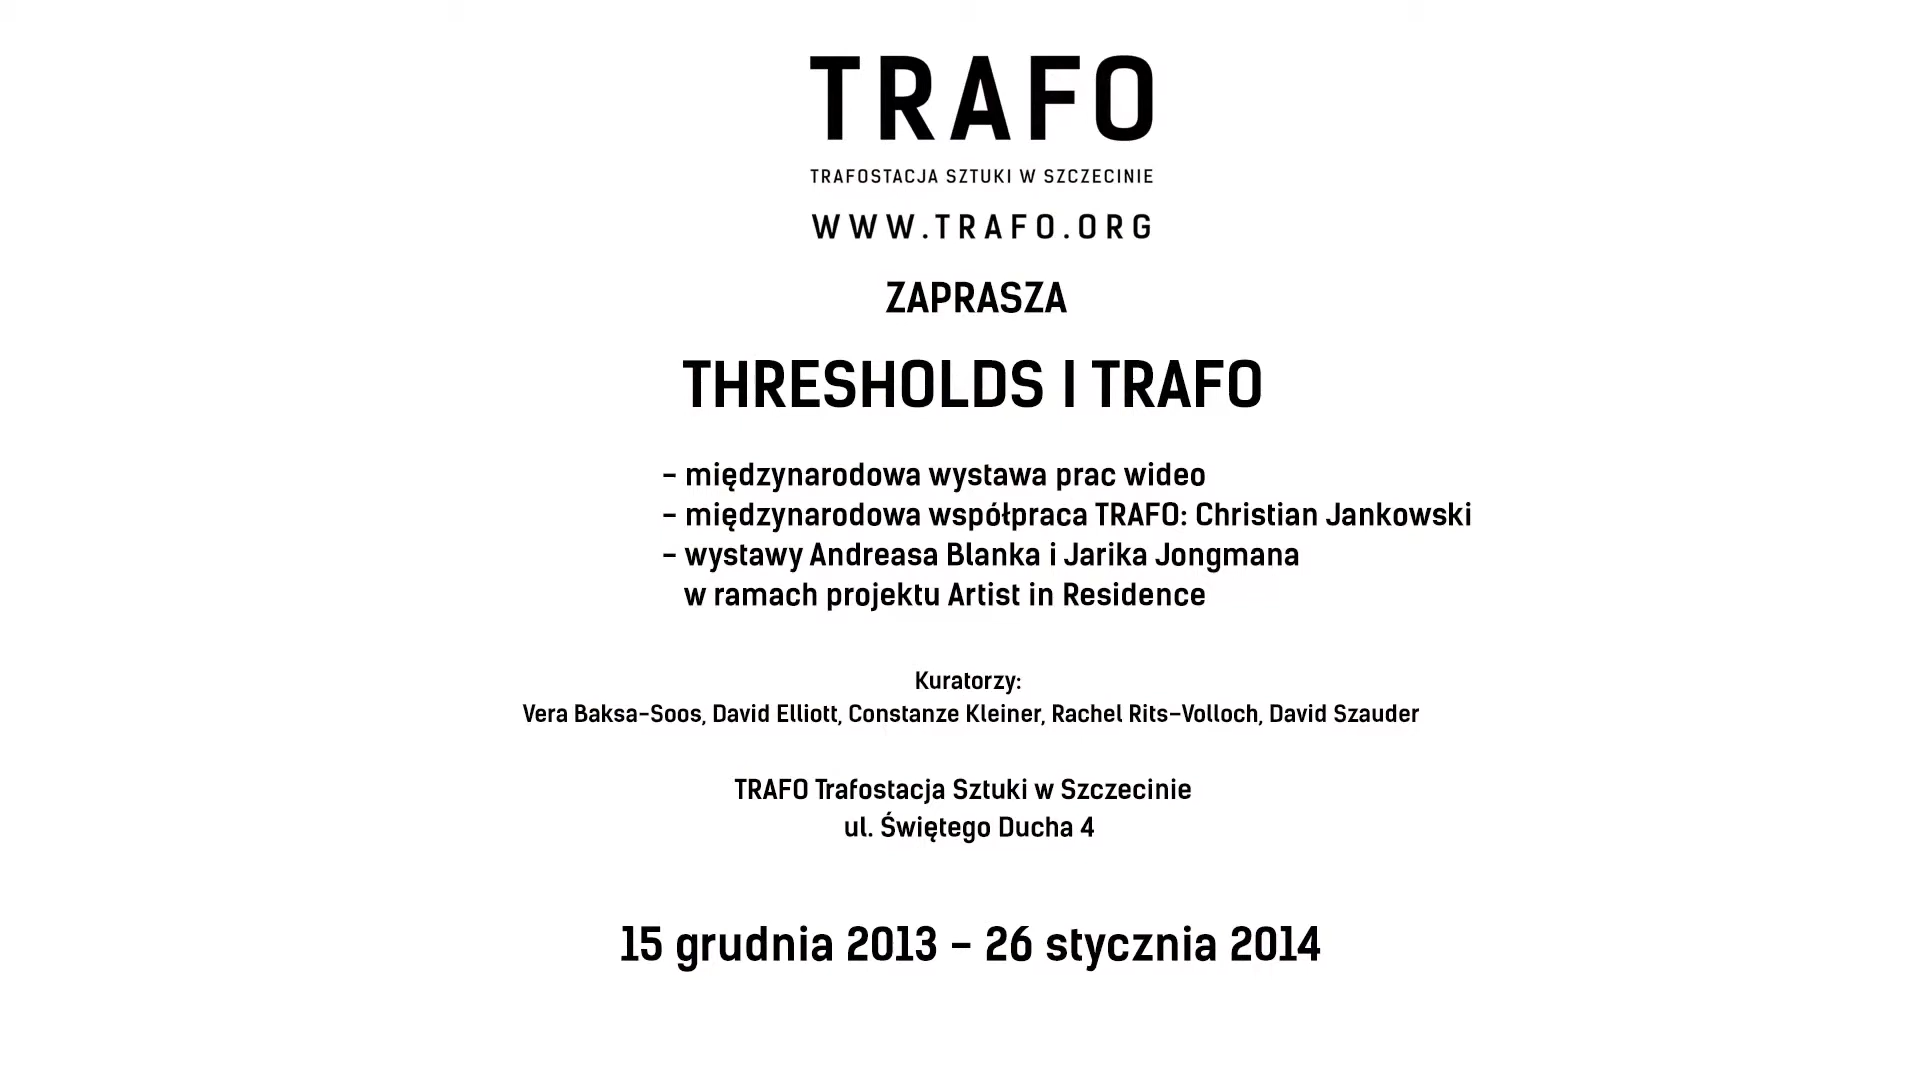 TRAFO
TRAFOSTACJA SZTUKI W SZCZECINIE
WWW.TRAFO.ORG
ZAPRASZA
THRESHOLDS I TRAFO
- międzynarodowa wystawa prac wideo
- międzynarodowa współpraca TRAFO: Christian Jankowski
- wystawy Andreasa Blanka i Jarika Jongmana
w ramach projektu Artist in Residence
Kuratorzy:
Vera Baksa-Soos, David Elliott, Constanze Kleiner, Rachel Rits-Volloch, David Szauder
TRAFO Trafostacja Sztuki w Szczecinie
ul. Świętego Ducha 4
15 grudnia 2013 - 26 stycznia 2014